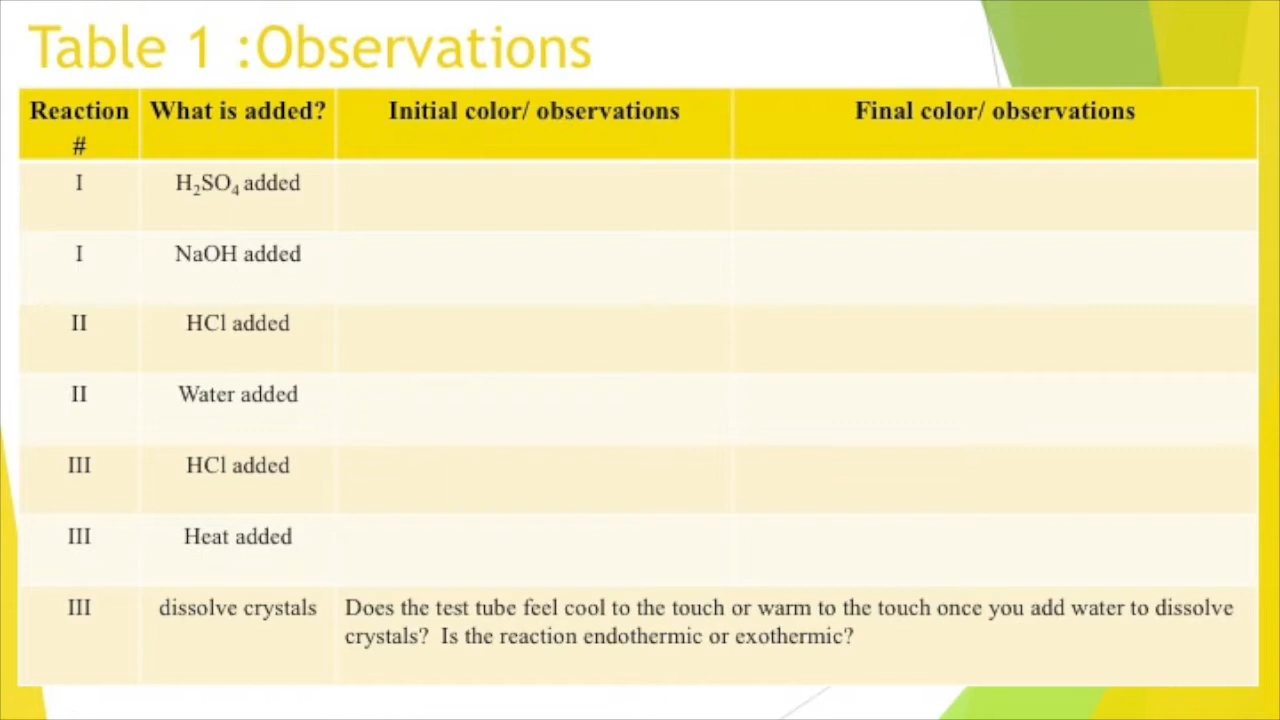 Table 1 :Observations
Reaction # What is added? Initial color/ observations Final color/ observations
I H₂SO₄ added
I NaOH added
II HCl added
II Water added
III HCl added
III Heat added
III dissolve crystals Does the test tube feel cool to the touch or warm to the touch once you add water to dissolve
crystals? Is the reaction endothermic or exothermic?